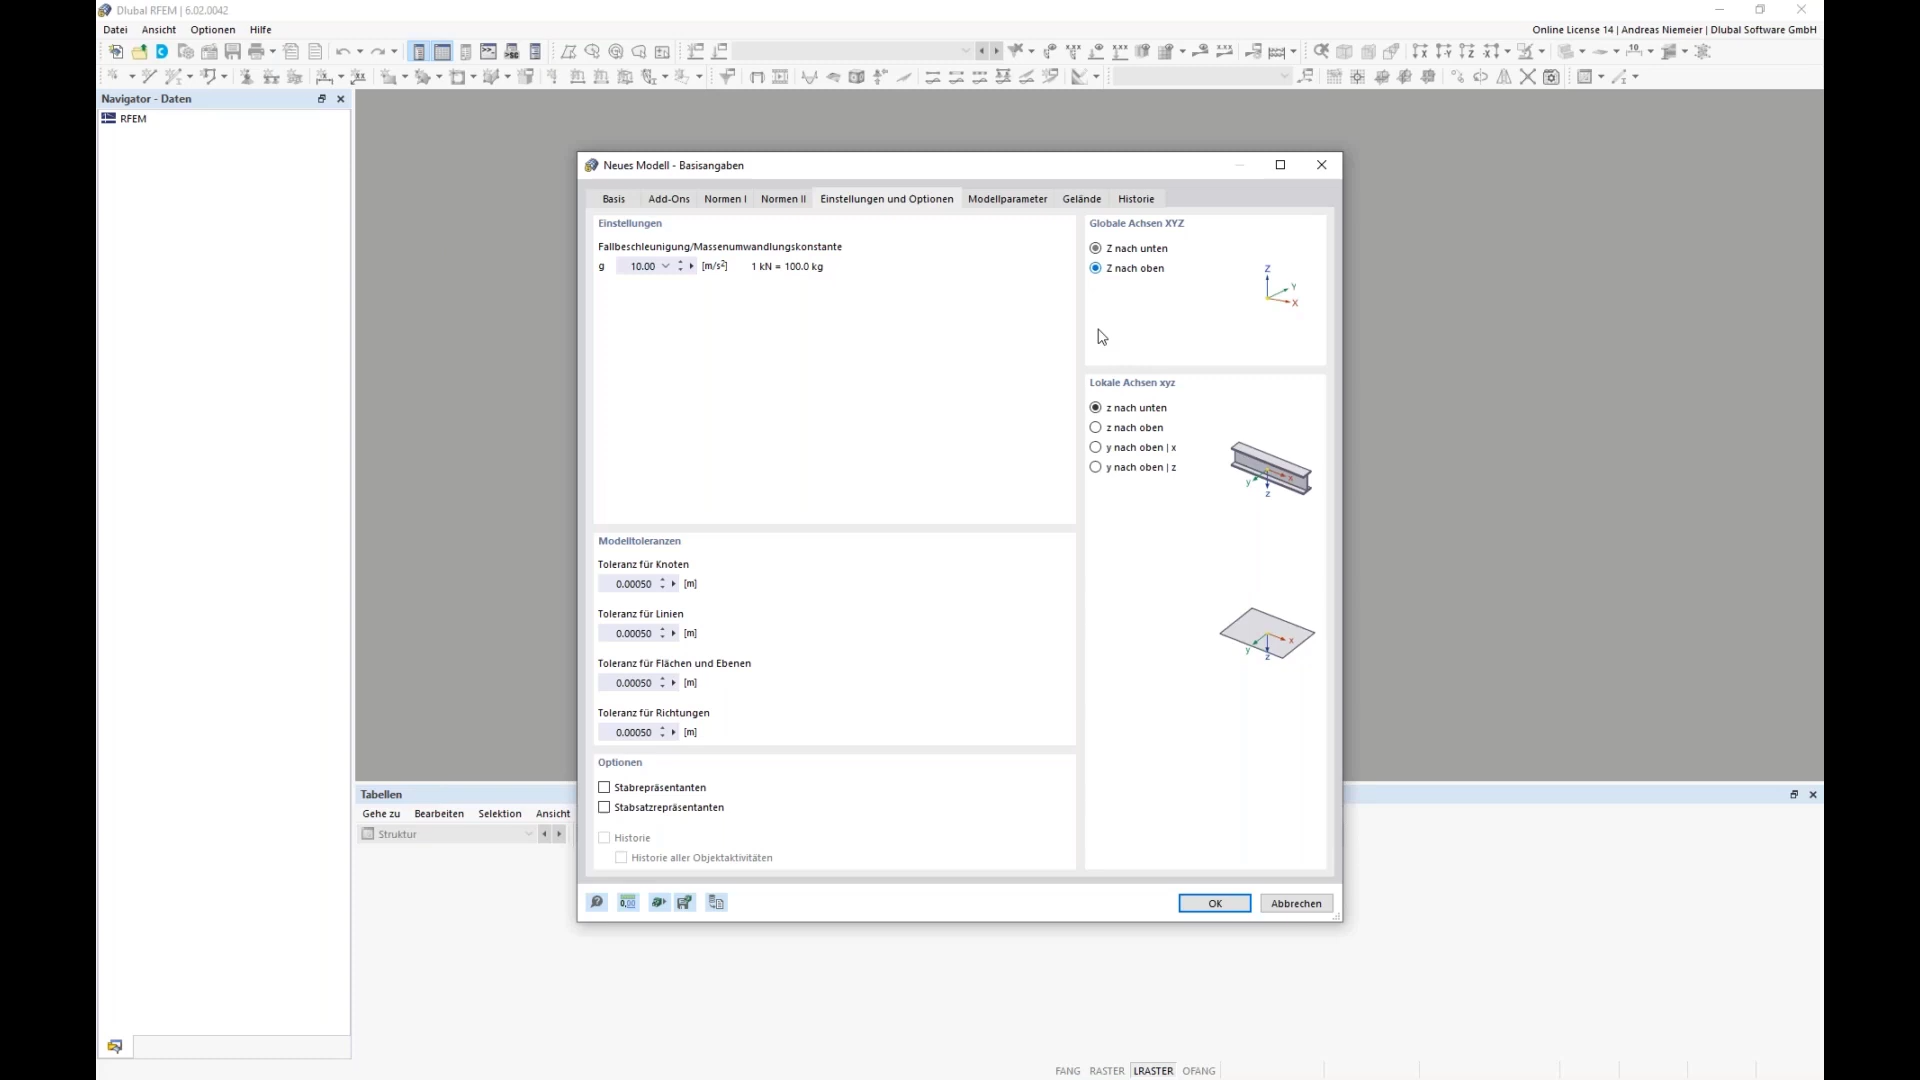 Dlubal RFEM | 6.02.0042
Datei Ansicht Optionen Hilfe
Online License 14 | Andreas Niemeier | Dlubal Software GmbH
Navigator - Daten
RFEM
Neues Modell - Basisangaben
Basis Add-Ons Normen I Normen II Einstellungen und Optionen Modellparameter Gelände Historie
Einstellungen
Fallbeschleunigung/Massenumwandlungskonstante
g 10.00 [m/s²] 1 kN = 100.0 kg
Globale Achsen XYZ
Z nach unten
Z nach oben
Z
Y
X
Lokale Achsen xyz
z nach unten
z nach oben
y nach oben | x
y nach oben | z
x
y
z
x
y
z
Modelltoleranzen
Toleranz für Knoten
0.00050 [m]
Toleranz für Linien
0.00050 [m]
Toleranz für Flächen und Ebenen
0.00050 [m]
Toleranz für Richtungen
0.00050 [m]
Optionen
Stabrepräsentanten
Stabsatzrepräsentanten
Historie
Historie aller Objektaktivitäten
OK Abbrechen
Tabellen
Gehe zu Bearbeiten Selektion Ansicht
Struktur
FANG RASTER LRASTER OFANG